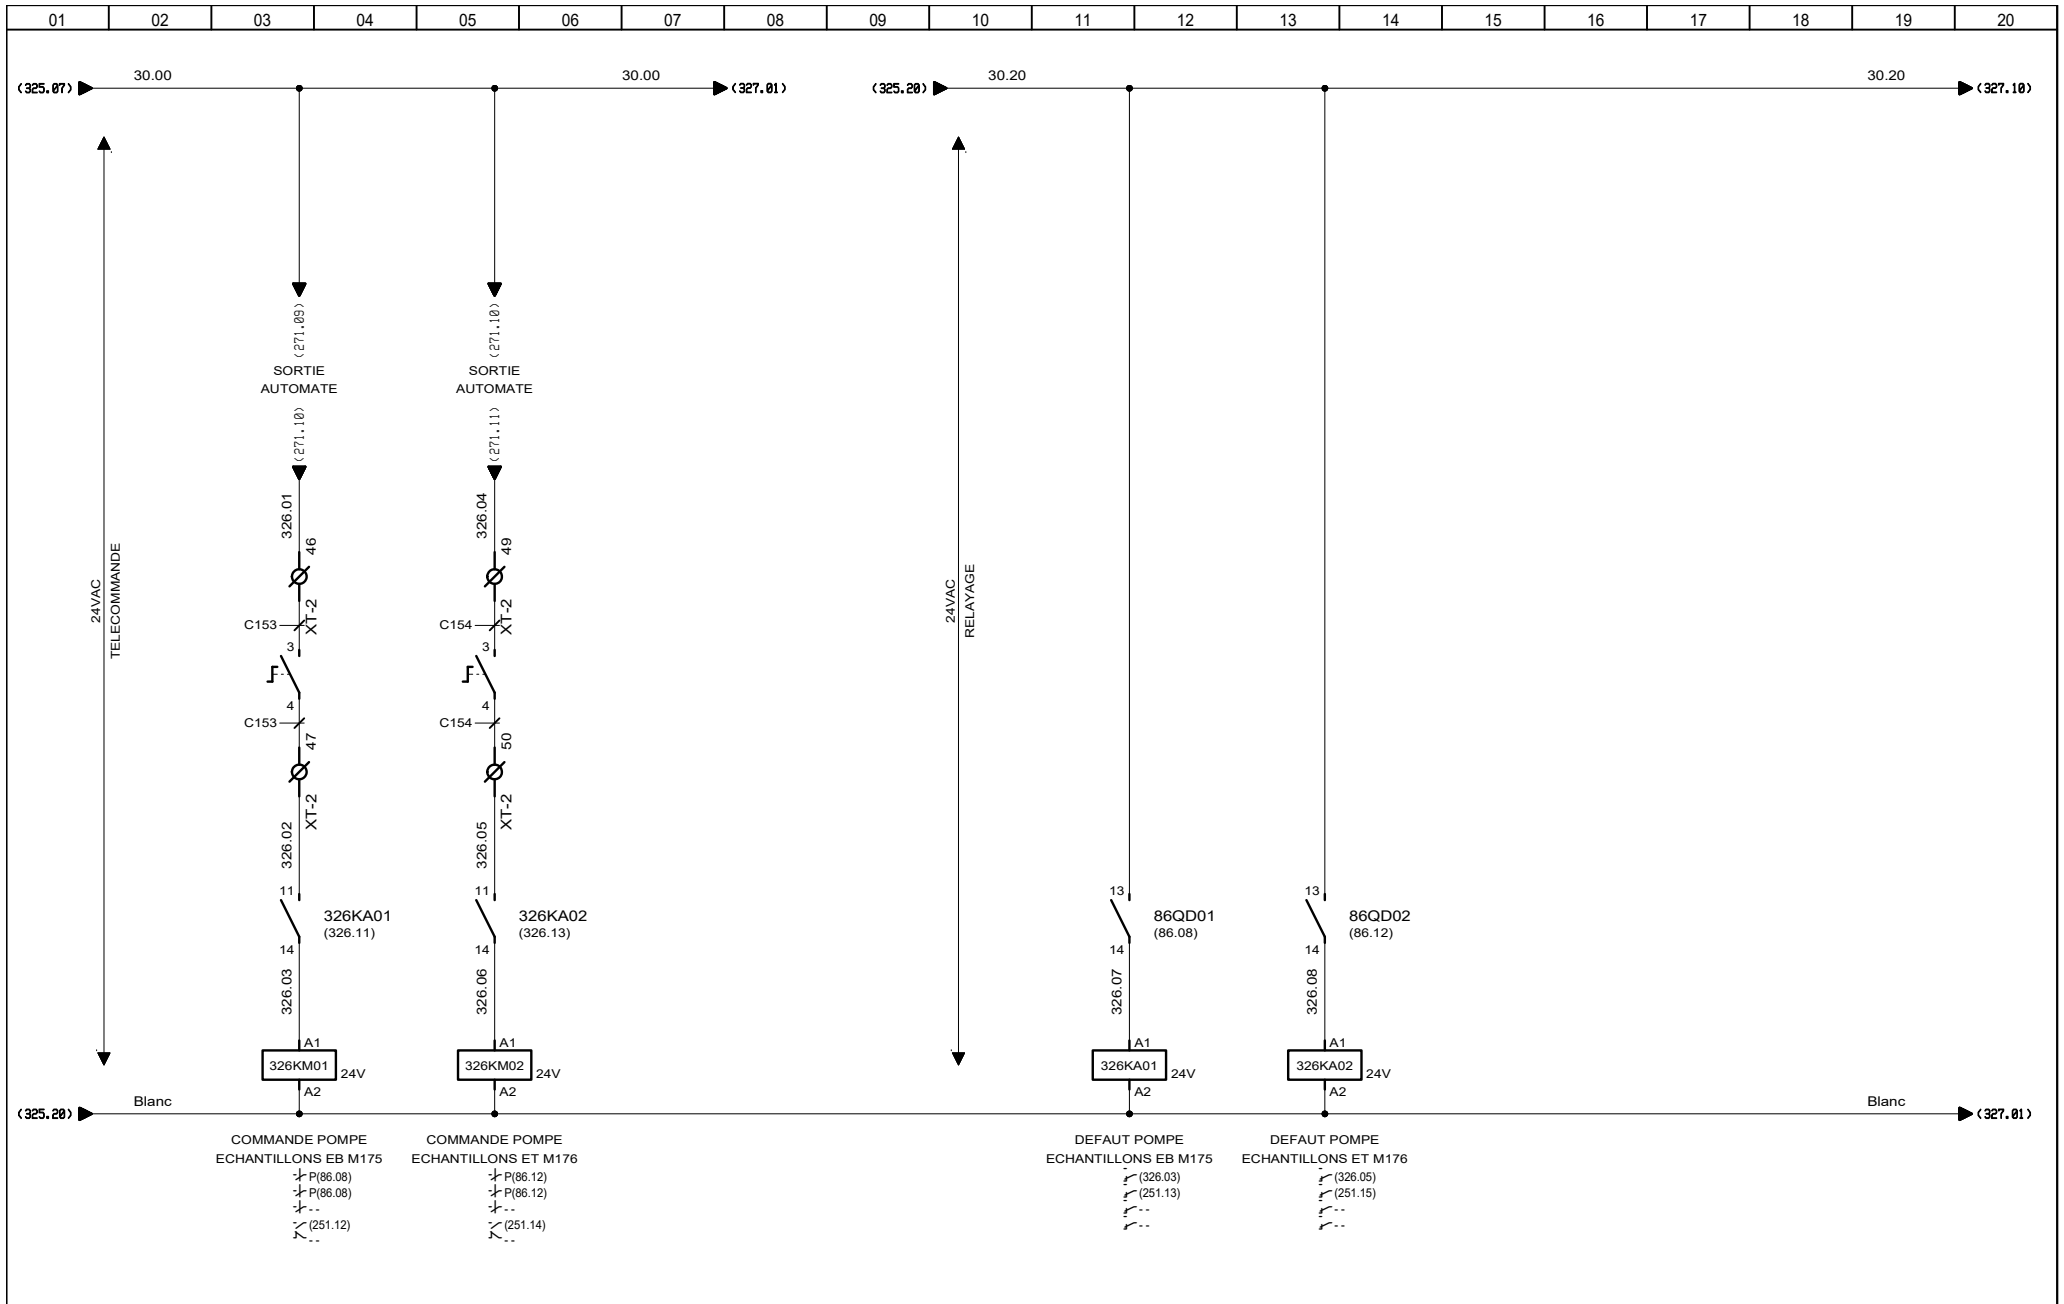 01 02 03 04 05 06 07 08 09 10 11 12 13 14 15 16 17 18 19 20
30.00 30.00 30.20 30.20
(325.07) (327.01) (325.20) (327.10)
(271.09) (271.10)
SORTIE SORTIE
AUTOMATE AUTOMATE
(271.10) (271.11)
326.01 326.04
46 49
24VAC
TELECOMMANDE
24VAC
RELAYAGE
XT-2 XT-2
C153 C154
3 3
4 4
C153 C154
47 50
XT-2 XT-2
326.02 326.05
11 11 13 13
326KA01 326KA02 86QD01 86QD02
(326.11) (326.13) (86.08) (86.12)
14 14 14 14
326.03 326.06 326.07 326.08
A1 A1 A1 A1
326KM01 326KM02 326KA01 326KA02
24V 24V 24V 24V
A2 A2 A2 A2
Blanc Blanc
(325.20) (327.01)
COMMANDE POMPE COMMANDE POMPE DEFAUT POMPE DEFAUT POMPE
ECHANTILLONS EB M175 ECHANTILLONS ET M176 ECHANTILLONS EB M175 ECHANTILLONS ET M176
P(86.08) P(86.12) (326.03) (326.05)
P(86.08) P(86.12) (251.13) (251.15)
-- -- -- --
(251.12) (251.14) -- --
-- --